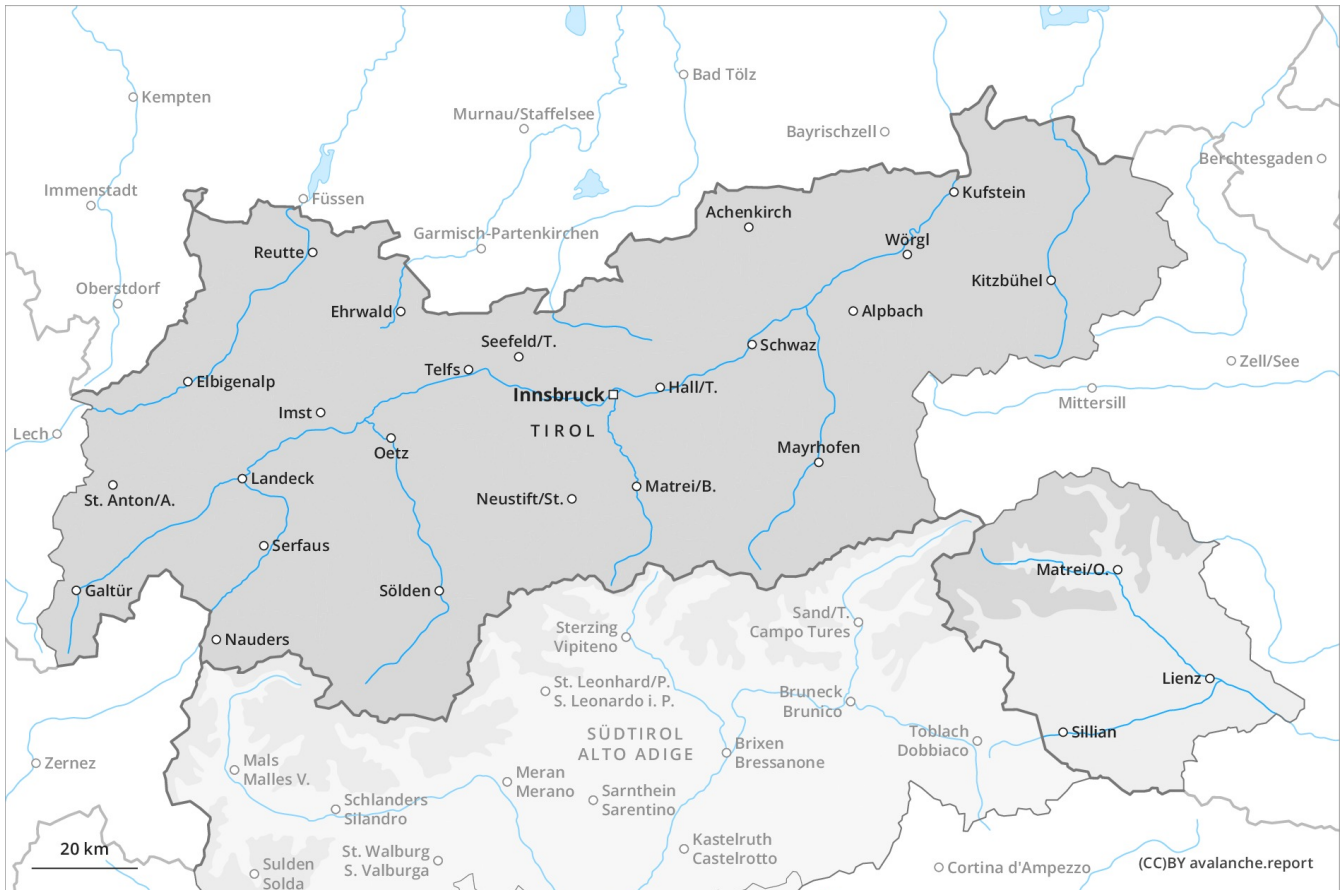 Bad Tölz
Kempten
Murnau/Staffelsee
Bayrischzell
Berchtesgaden
Immenstadt
Füssen
Kufstein
Achenkirch
Garmisch-Partenkirchen
Wörgl
Reutte
Kitzbühel
Oberstdorf
Ehrwald
Alpbach
Seefeld/T.
Schwaz
Zell/See
Telfs
Elbigenalp
Hall/T.
Innsbruck
Mittersill
Imst
TIROL
Lech
Oetz
Mayrhofen
Landeck
Matrei/B.
St. Anton/A.
Neustift/St.
Serfaus
Matrei/O.
Galtür
Sölden
Sand/T.
Campo Tures
Sterzing
Vipiteno
Nauders
Lienz
St. Leonhard/P.
S. Leonardo i. P.
Bruneck
Brunico
SÜDTIROL
ALTO ADIGE
Toblach
Dobbiaco
Sillian
Brixen
Bressanone
Zernez
Mals
Malles V.
Meran
Merano
Sarnthein
Sarentino
Schlanders
Silandro
Kastelruth
Castelrotto
St. Walburg
S. Valburga
20 km
Sulden
Solda
Cortina d'Ampezzo
(CC)BY avalanche.report